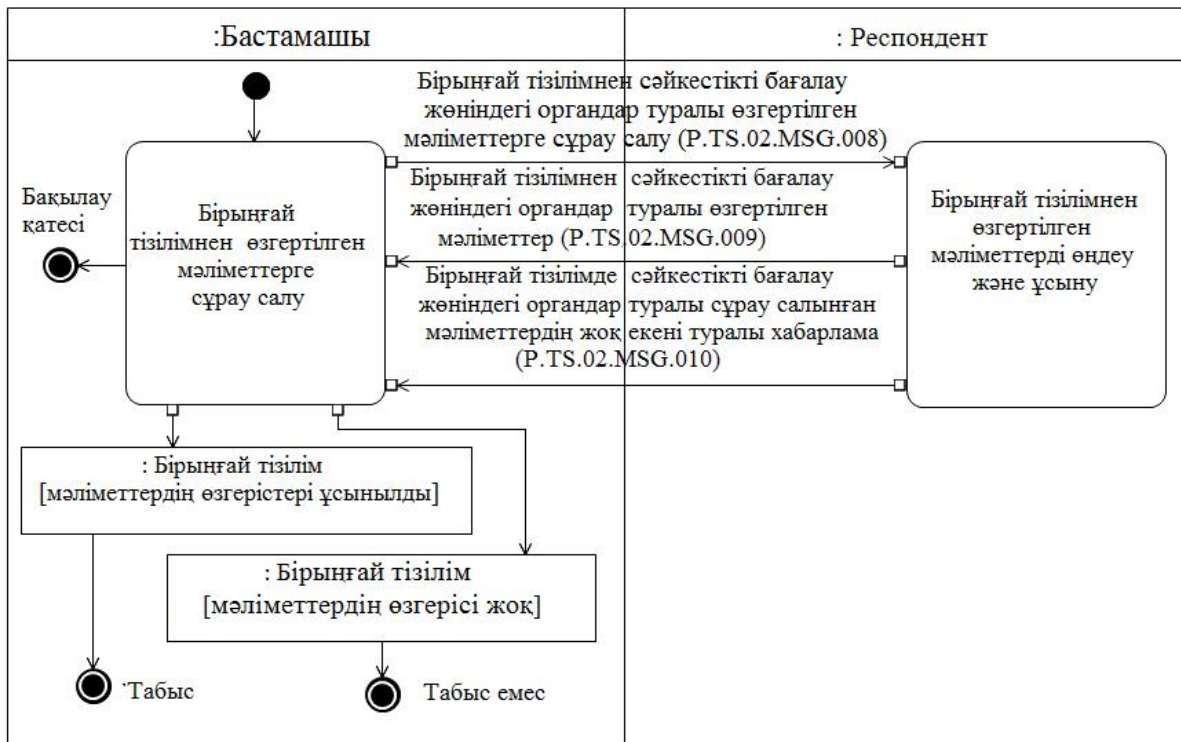 :Бастамашы
: Респондент
Бірыңғай тізілімнен сәйкестікті бағалау
жөніндегі органдар туралы өзгертілген
мәліметтерге сұрау салу (P.TS.02.MSG.008)
Бірыңғай тізілімнен сәйкестікті бағалау
жөніндегі органдар туралы өзгертілген
мәліметтер (P.TS.02.MSG.009)
Бірыңғай тізілімде сәйкестікті бағалау
жөніндегі органдар туралы сұрау салынған
мәліметтердің жоқ екені туралы хабарлама
(P.TS.02.MSG.010)
Бақылау
қатесі
Бірыңғай
тізілімнен өзгертілген
мәліметтерге
сұрау салу
Бірыңғай тізілімнен
өзгертілген
мәліметтерді өңдеу
және ұсыну
: Бірыңғай тізілім
[мәліметтердің өзгерістері ұсынылды]
: Бірыңғай тізілім
[мәліметтердің өзгерісі жоқ]
`Табыс
Табыс емес